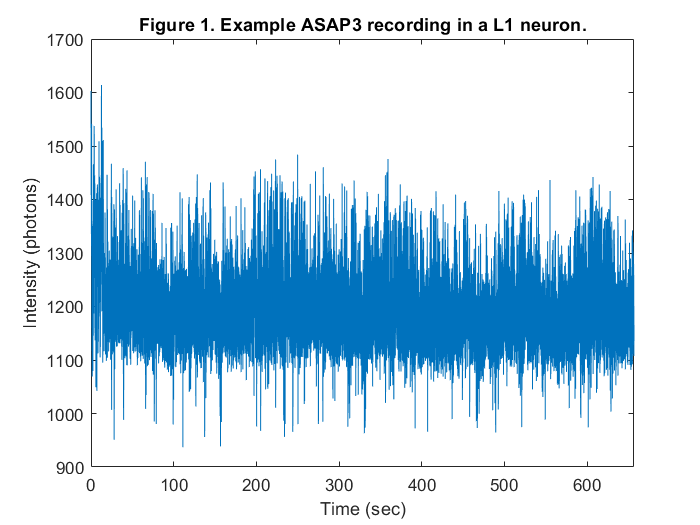 Figure 1. Example ASAP3 recording in a L1 neuron.
1700
1600
1500
1400
1300
1200
1100
1000
900
Intensity (photons)
0 100 200 300 400 500 600
Time (sec)